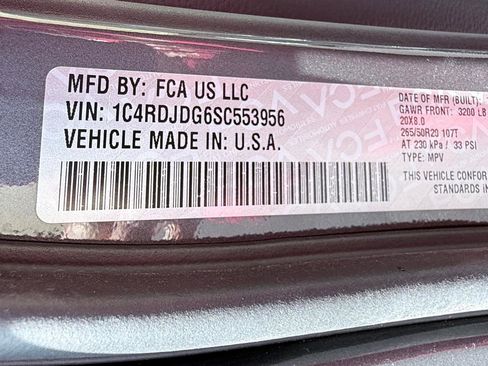 MFD BY: FCA US LLC
VIN: 1C4RDJDG6SC553956
VEHICLE MADE IN: U.S.A.
DATE OF MFR (BUILT):
GAWR FRONT: 3200 LB
20X8.0
265/50R20 107T
AT 230 kPa / 33 PSI
TYPE: MPV
THIS VEHICLE CONFOR
STANDARDS IN